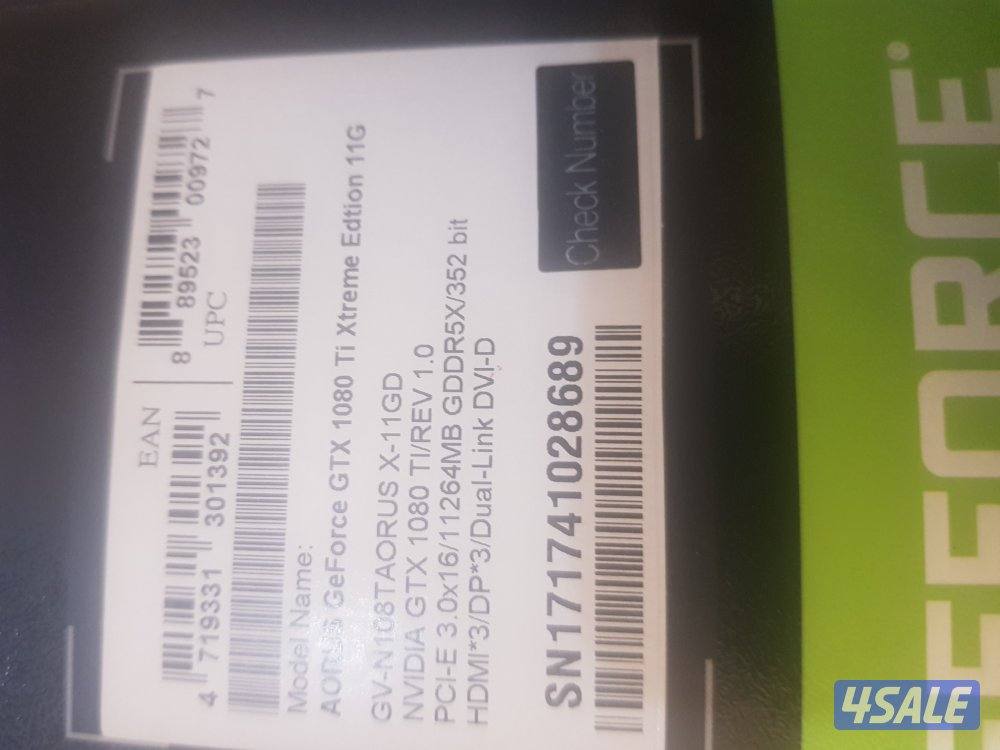 EAN
4 719331 301392
UPC
8 89523 00972 7
Model Name:
AORUS GeForce GTX 1080 Ti Xtreme Edtion 11G
GV-N108TAORUS X-11GD
NVIDIA GTX 1080 TI/REV 1.0
PCI-E 3.0x16/11264MB GDDR5X/352 bit
HDMI*3/DP*3/Dual-Link DVI-D
SN171741028689
Check Number
EFORCE
4SALE